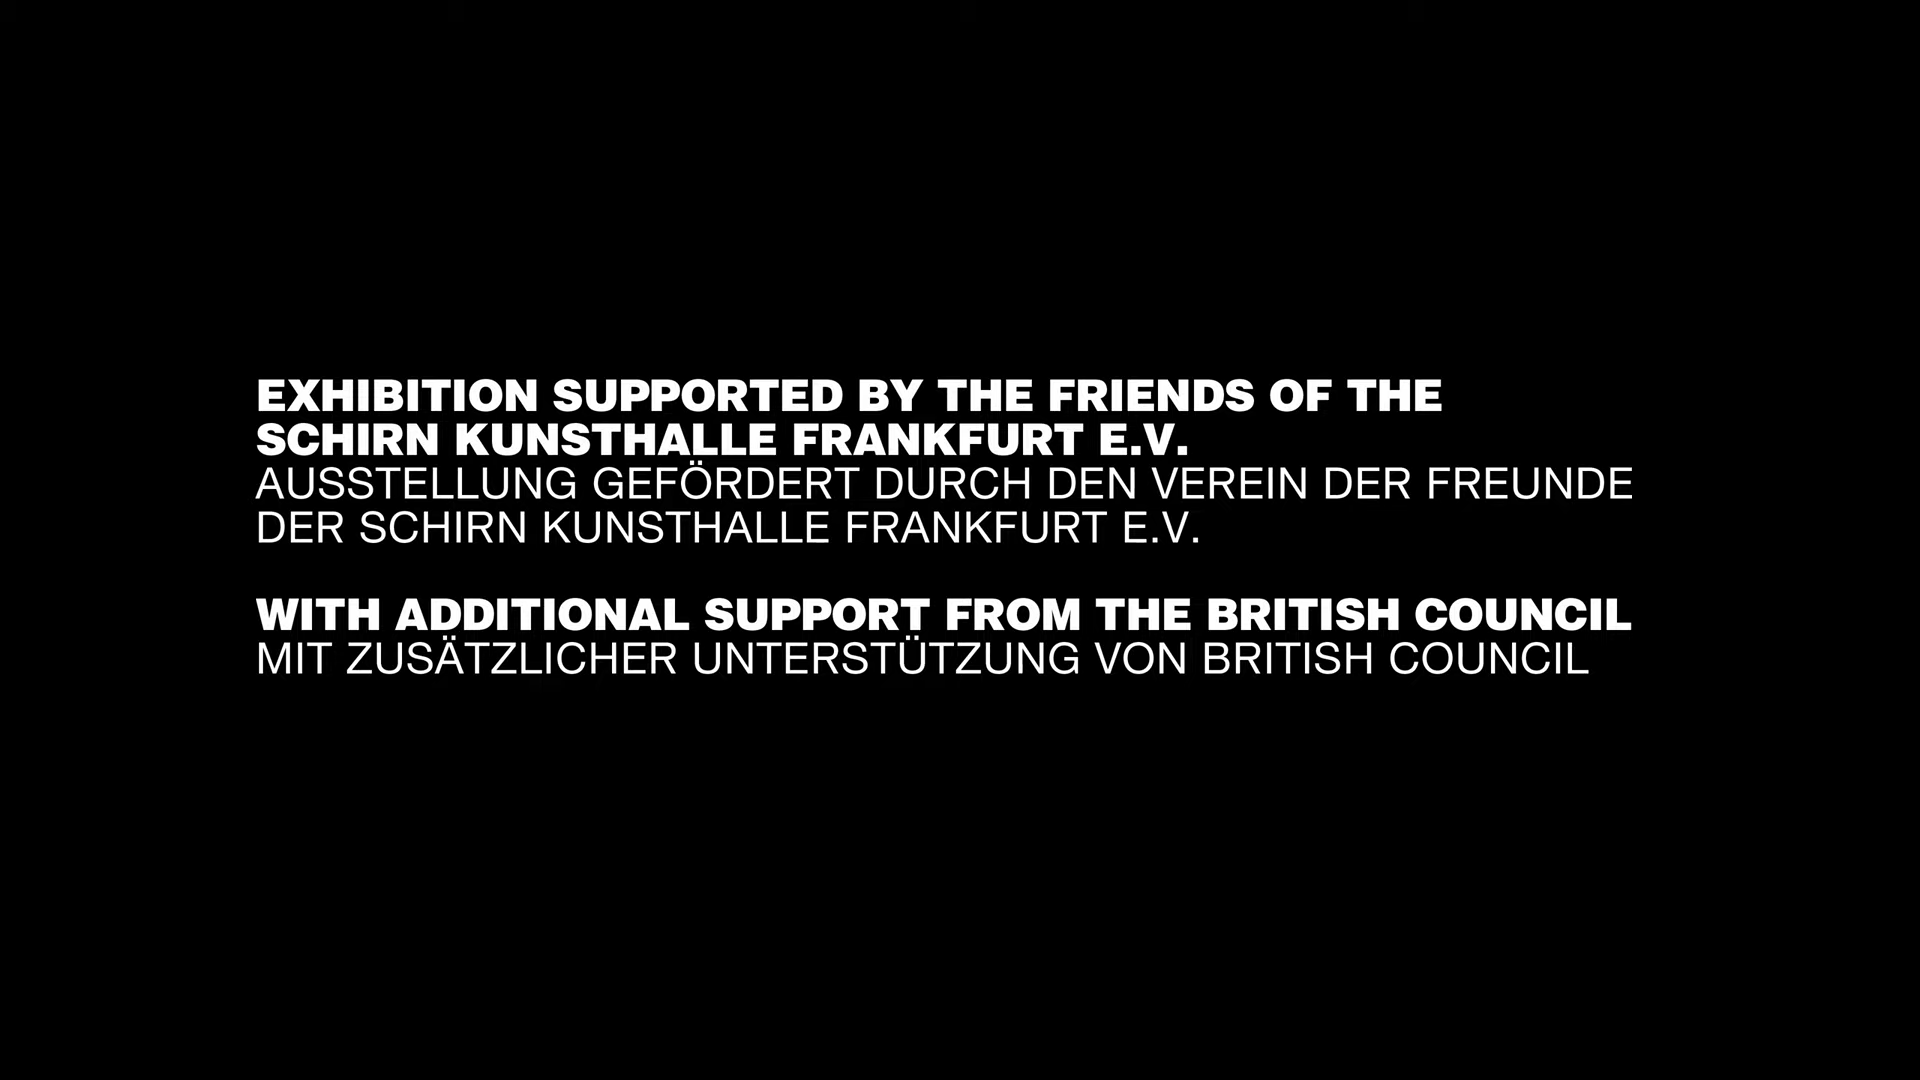 EXHIBITION SUPPORTED BY THE FRIENDS OF THE
SCHIRN KUNSTHALLE FRANKFURT E.V.
AUSSTELLUNG GEFÖRDERT DURCH DEN VEREIN DER FREUNDE
DER SCHIRN KUNSTHALLE FRANKFURT E.V.
WITH ADDITIONAL SUPPORT FROM THE BRITISH COUNCIL
MIT ZUSÄTZLICHER UNTERSTÜTZUNG VON BRITISH COUNCIL